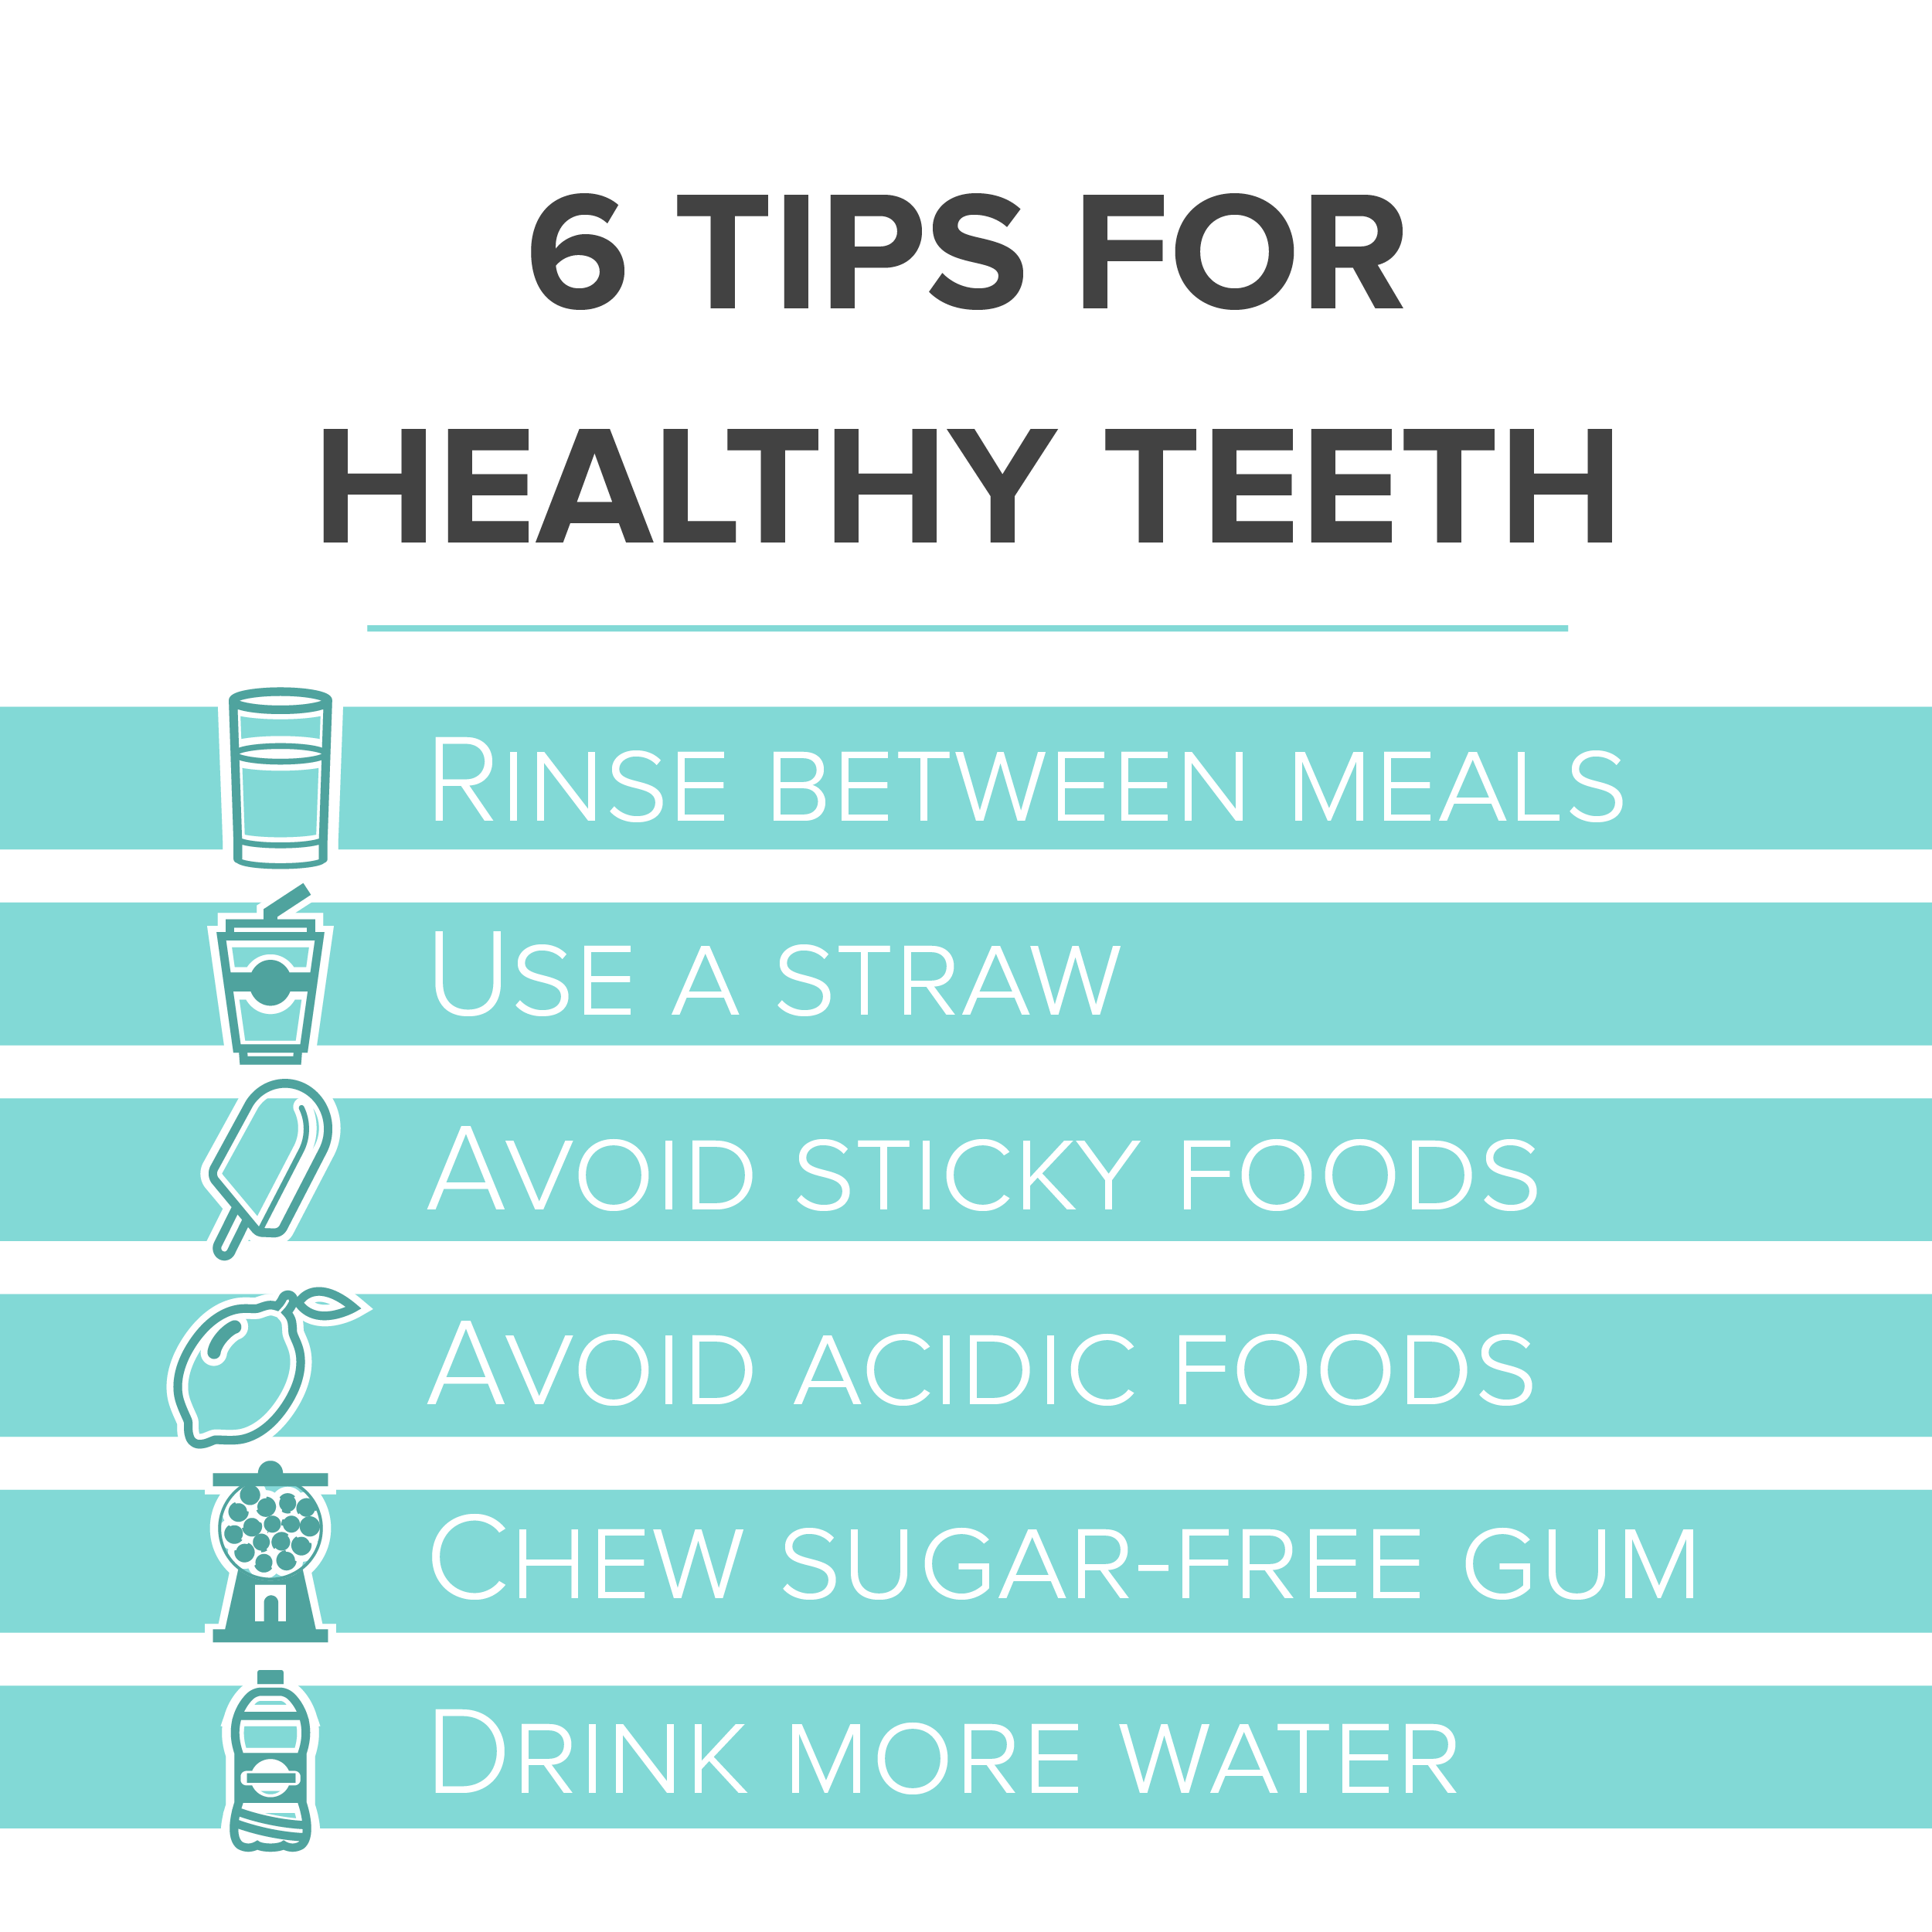 6 TIPS FOR
HEALTHY TEETH
RINSE BETWEEN MEALS
USE A STRAW
AVOID STICKY FOODS
AVOID ACIDIC FOODS
CHEW SUGAR-FREE GUM
DRINK MORE WATER